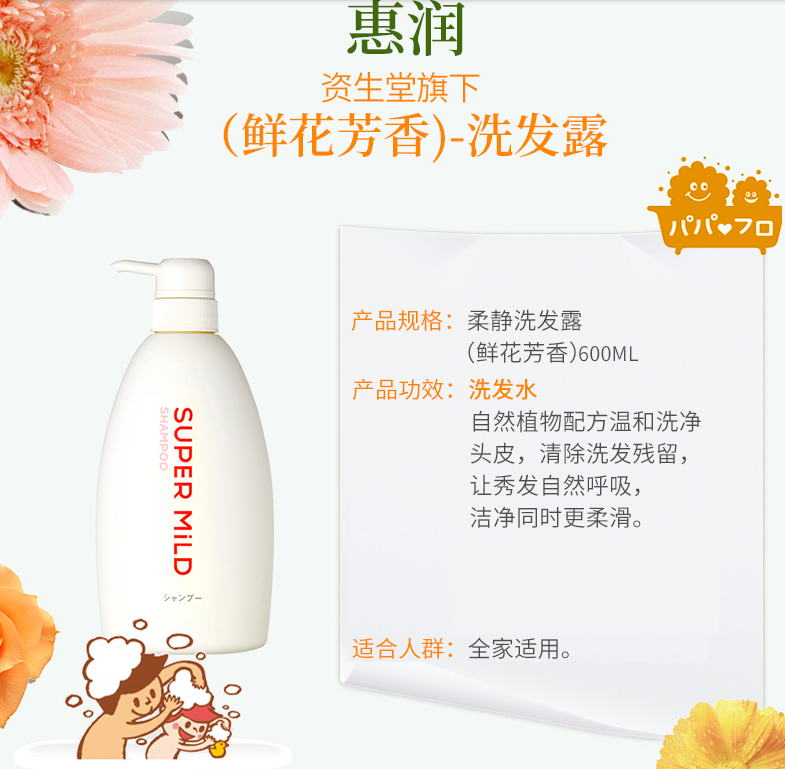 惠润
资生堂旗下
（鲜花芳香)-洗发露
パパ♥フロ
产品规格：柔静洗发露
（鲜花芳香）600ML
产品功效：洗发水
自然植物配方温和洗净
头皮，清除洗发残留，
让秀发自然呼吸，
洁净同时更柔滑。
适合人群：全家适用。
SUPER MiLD
SHAMPOO
シャンプー